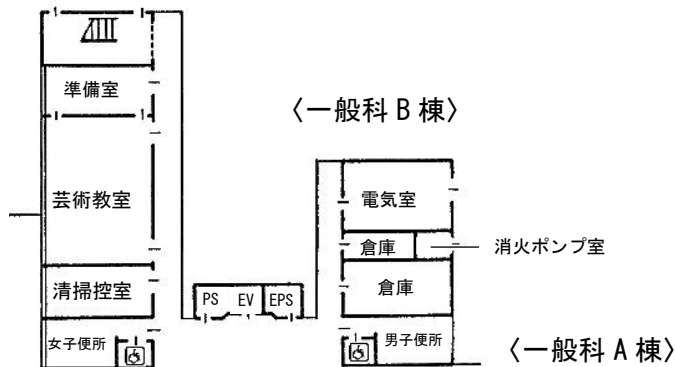 準備室
〈一般科 B 棟〉
芸術教室
電気室
倉庫
消火ポンプ室
清掃控室
PS
EV
EPS
倉庫
女子便所
男子便所
〈一般科 A 棟〉